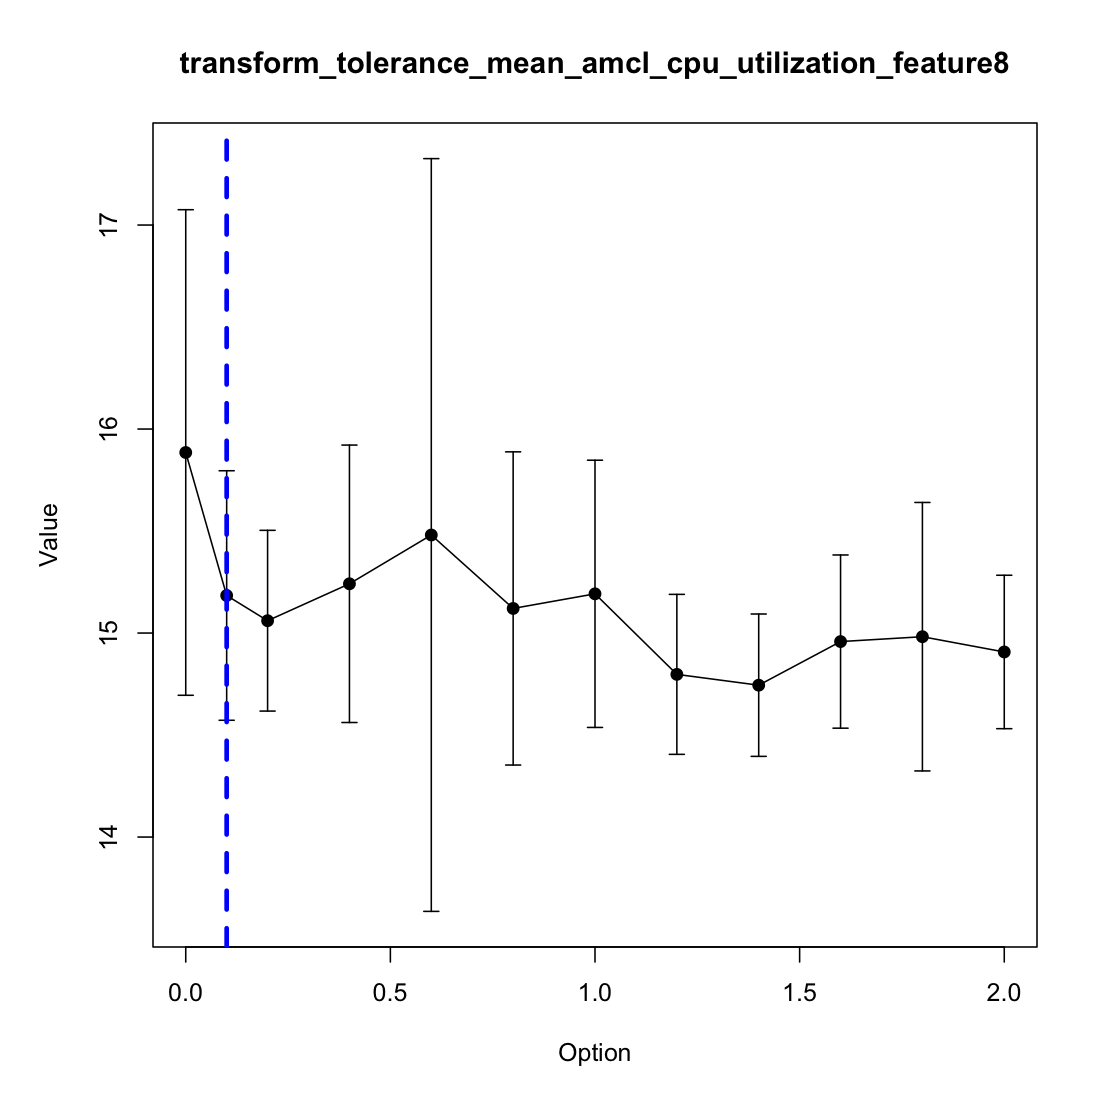 transform_tolerance_mean_amcl_cpu_utilization_feature8
17
16
15
14
Value
0.0 0.5 1.0 1.5 2.0
Option